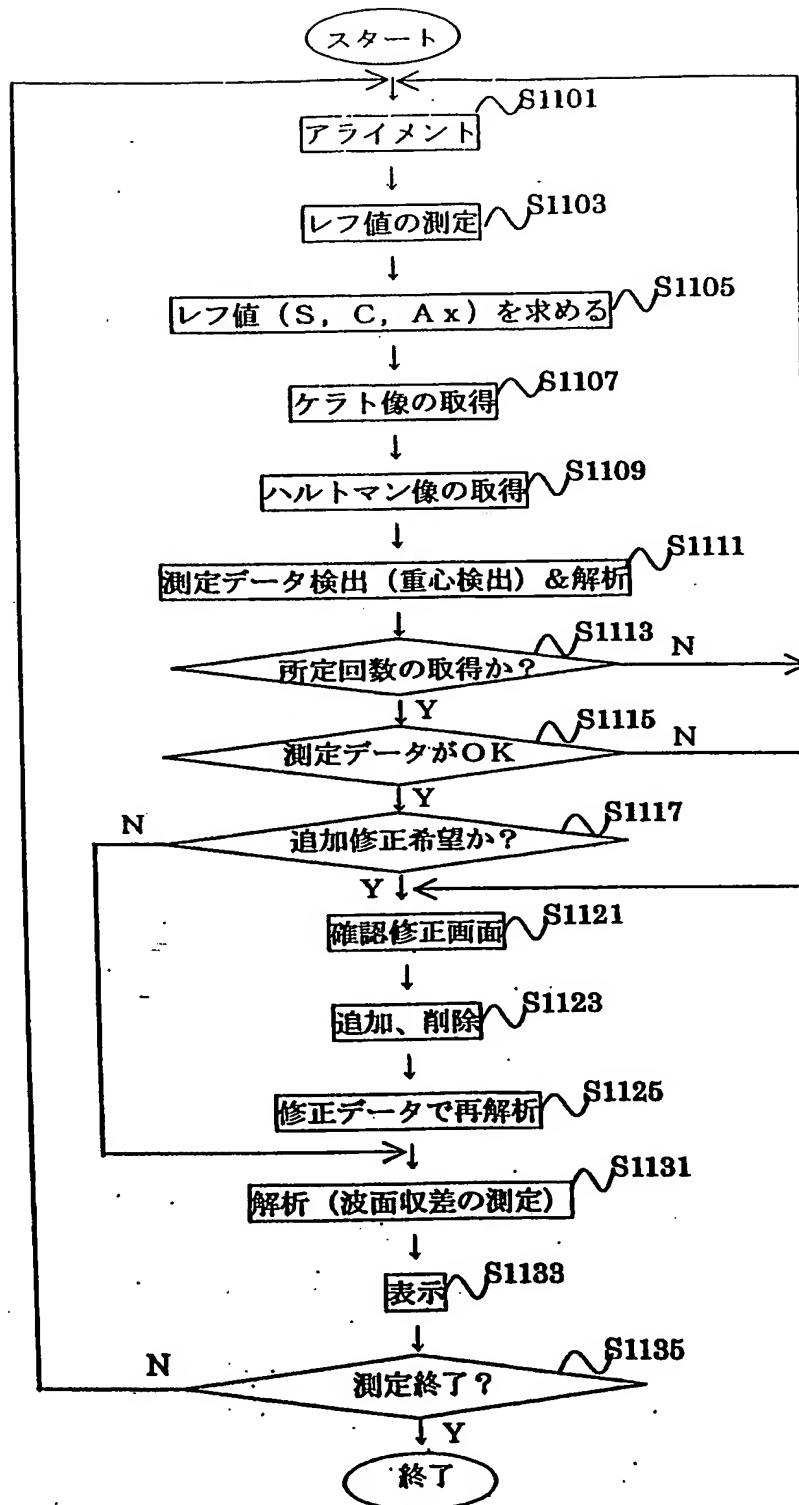 スタート
S1101
アライメント
S1103
レフ値の測定
S1105
レフ値（S，C，Ax）を求める
S1107
ケラト像の取得
S1109
ハルトマン像の取得
S1111
測定データ検出（重心検出）＆解析
S1113
所定回数の取得か？
N
Y
S1115
測定データがOK
N
Y
S1117
N
追加修正希望か？
Y
S1121
確認修正画面
S1123
追加、削除
S1125
修正データで再解析
S1131
解析（波面収差の測定）
S1133
表示
S1135
N
測定終了？
Y
終了